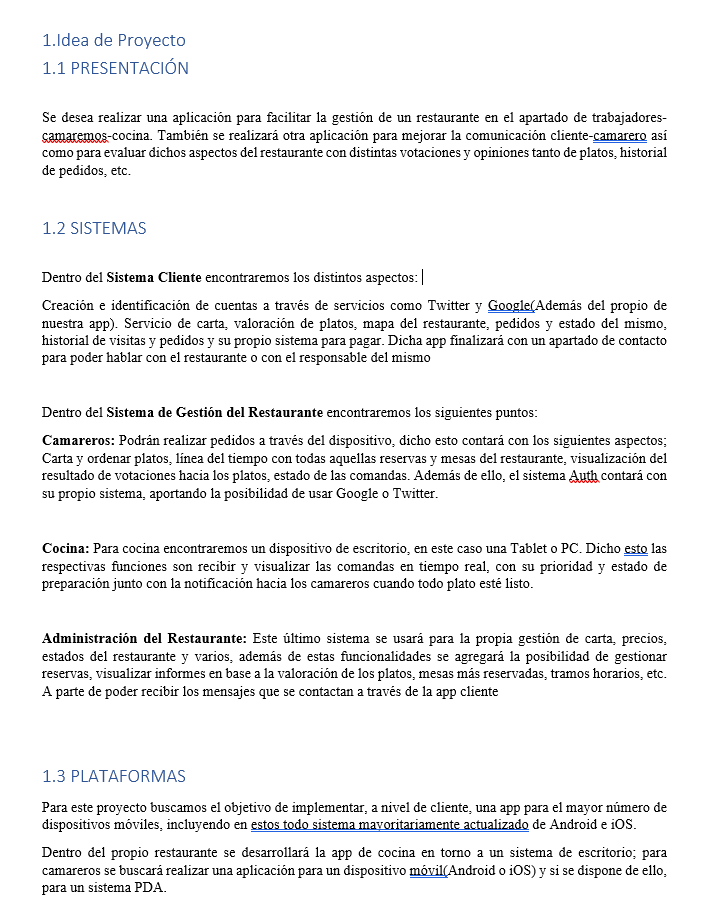 1.Idea de Proyecto
1.1 PRESENTACIÓN
Se desea realizar una aplicación para facilitar la gestión de un restaurante en el apartado de trabajadores-
camaremos-cocina. También se realizará otra aplicación para mejorar la comunicación cliente-camarero así
como para evaluar dichos aspectos del restaurante con distintas votaciones y opiniones tanto de platos, historial
de pedidos, etc.
1.2 SISTEMAS
Dentro del Sistema Cliente encontraremos los distintos aspectos:
Creación e identificación de cuentas a través de servicios como Twitter y Google(Además del propio de
nuestra app). Servicio de carta, valoración de platos, mapa del restaurante, pedidos y estado del mismo,
historial de visitas y pedidos y su propio sistema para pagar. Dicha app finalizará con un apartado de contacto
para poder hablar con el restaurante o con el responsable del mismo
Dentro del Sistema de Gestión del Restaurante encontraremos los siguientes puntos:
Camareros: Podrán realizar pedidos a través del dispositivo, dicho esto contará con los siguientes aspectos;
Carta y ordenar platos, línea del tiempo con todas aquellas reservas y mesas del restaurante, visualización del
resultado de votaciones hacia los platos, estado de las comandas. Además de ello, el sistema Auth contará con
su propio sistema, aportando la posibilidad de usar Google o Twitter.
Cocina: Para cocina encontraremos un dispositivo de escritorio, en este caso una Tablet o PC. Dicho esto las
respectivas funciones son recibir y visualizar las comandas en tiempo real, con su prioridad y estado de
preparación junto con la notificación hacia los camareros cuando todo plato esté listo.
Administración del Restaurante: Este último sistema se usará para la propia gestión de carta, precios,
estados del restaurante y varios, además de estas funcionalidades se agregará la posibilidad de gestionar
reservas, visualizar informes en base a la valoración de los platos, mesas más reservadas, tramos horarios, etc.
A parte de poder recibir los mensajes que se contactan a través de la app cliente
1.3 PLATAFORMAS
Para este proyecto buscamos el objetivo de implementar, a nivel de cliente, una app para el mayor número de
dispositivos móviles, incluyendo en estos todo sistema mayoritariamente actualizado de Android e iOS.
Dentro del propio restaurante se desarrollará la app de cocina en torno a un sistema de escritorio; para
camareros se buscará realizar una aplicación para un dispositivo móvil(Android o iOS) y si se dispone de ello,
para un sistema PDA.